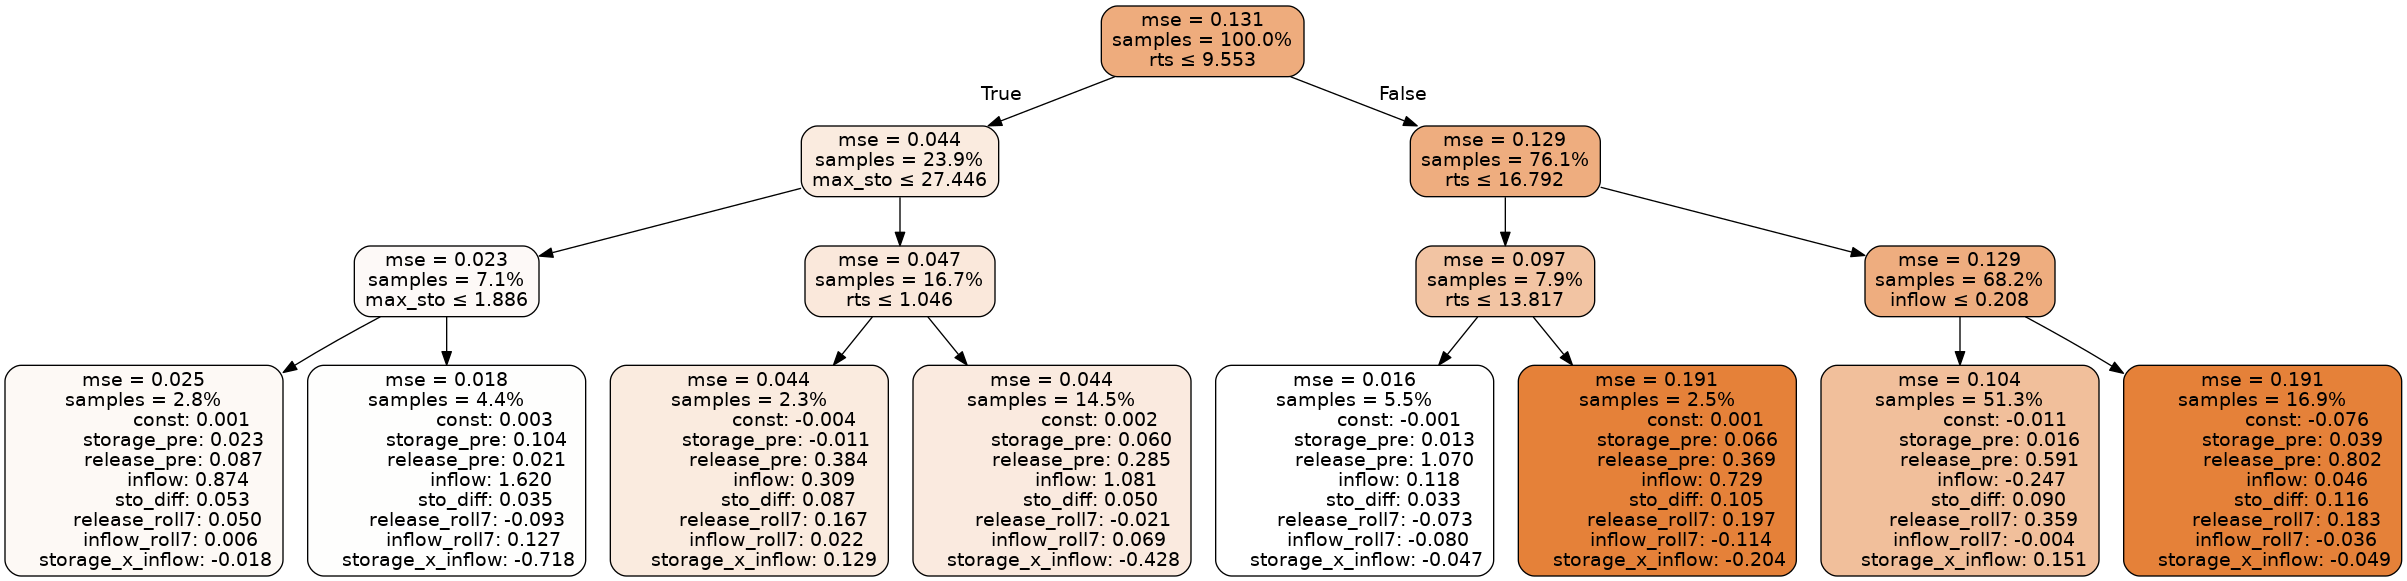 mse = 0.131
samples = 100.0%
rts ≤ 9.553
True
False
mse = 0.044
samples = 23.9%
max_sto ≤ 27.446
mse = 0.129
samples = 76.1%
rts ≤ 16.792
mse = 0.023
samples = 7.1%
max_sto ≤ 1.886
mse = 0.047
samples = 16.7%
rts ≤ 1.046
mse = 0.097
samples = 7.9%
rts ≤ 13.817
mse = 0.129
samples = 68.2%
inflow ≤ 0.208
mse = 0.025
samples = 2.8%
const: 0.001
storage_pre: 0.023
release_pre: 0.087
inflow: 0.874
sto_diff: 0.053
release_roll7: 0.050
inflow_roll7: 0.006
storage_x_inflow: -0.018
mse = 0.018
samples = 4.4%
const: 0.003
storage_pre: 0.104
release_pre: 0.021
inflow: 1.620
sto_diff: 0.035
release_roll7: -0.093
inflow_roll7: 0.127
storage_x_inflow: -0.718
mse = 0.044
samples = 2.3%
const: -0.004
storage_pre: -0.011
release_pre: 0.384
inflow: 0.309
sto_diff: 0.087
release_roll7: 0.167
inflow_roll7: 0.022
storage_x_inflow: 0.129
mse = 0.044
samples = 14.5%
const: 0.002
storage_pre: 0.060
release_pre: 0.285
inflow: 1.081
sto_diff: 0.050
release_roll7: -0.021
inflow_roll7: 0.069
storage_x_inflow: -0.428
mse = 0.016
samples = 5.5%
const: -0.001
storage_pre: 0.013
release_pre: 1.070
inflow: 0.118
sto_diff: 0.033
release_roll7: -0.073
inflow_roll7: -0.080
storage_x_inflow: -0.047
mse = 0.191
samples = 2.5%
const: 0.001
storage_pre: 0.066
release_pre: 0.369
inflow: 0.729
sto_diff: 0.105
release_roll7: 0.197
inflow_roll7: -0.114
storage_x_inflow: -0.204
mse = 0.104
samples = 51.3%
const: -0.011
storage_pre: 0.016
release_pre: 0.591
inflow: -0.247
sto_diff: 0.090
release_roll7: 0.359
inflow_roll7: -0.004
storage_x_inflow: 0.151
mse = 0.191
samples = 16.9%
const: -0.076
storage_pre: 0.039
release_pre: 0.802
inflow: 0.046
sto_diff: 0.116
release_roll7: 0.183
inflow_roll7: -0.036
storage_x_inflow: -0.049